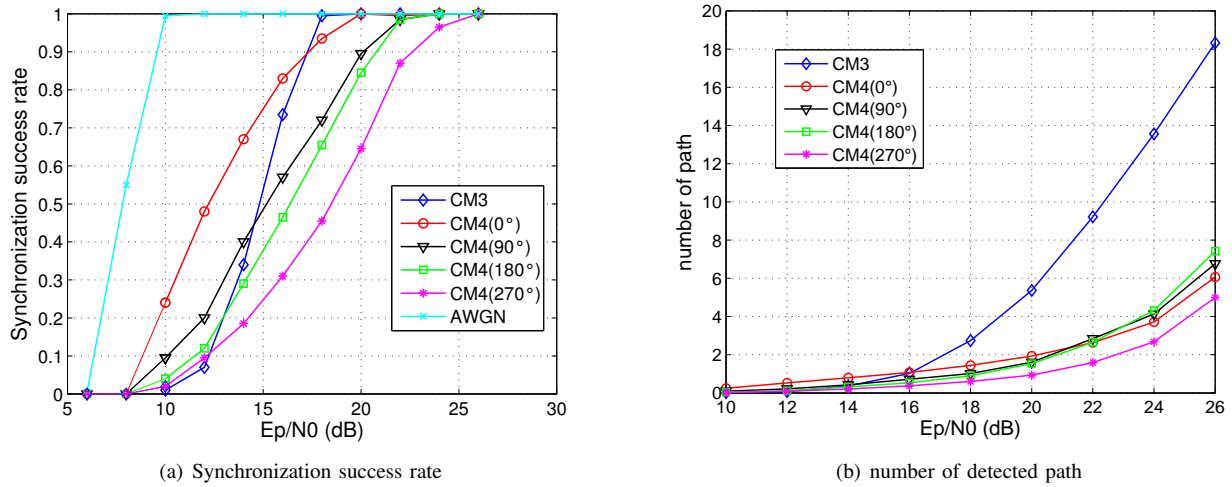 Synchronization success rate
1
0.9
0.8
0.7
0.6
0.5
0.4
0.3
0.2
0.1
0
5 10 15 20 25 30
Ep/N0 (dB)
CM3
CM4(0°)
CM4(90°)
CM4(180°)
CM4(270°)
AWGN
(a) Synchronization success rate
number of path
20
18
16
14
12
10
8
6
4
2
0
10 12 14 16 18 20 22 24 26
Ep/N0 (dB)
CM3
CM4(0°)
CM4(90°)
CM4(180°)
CM4(270°)
(b) number of detected path